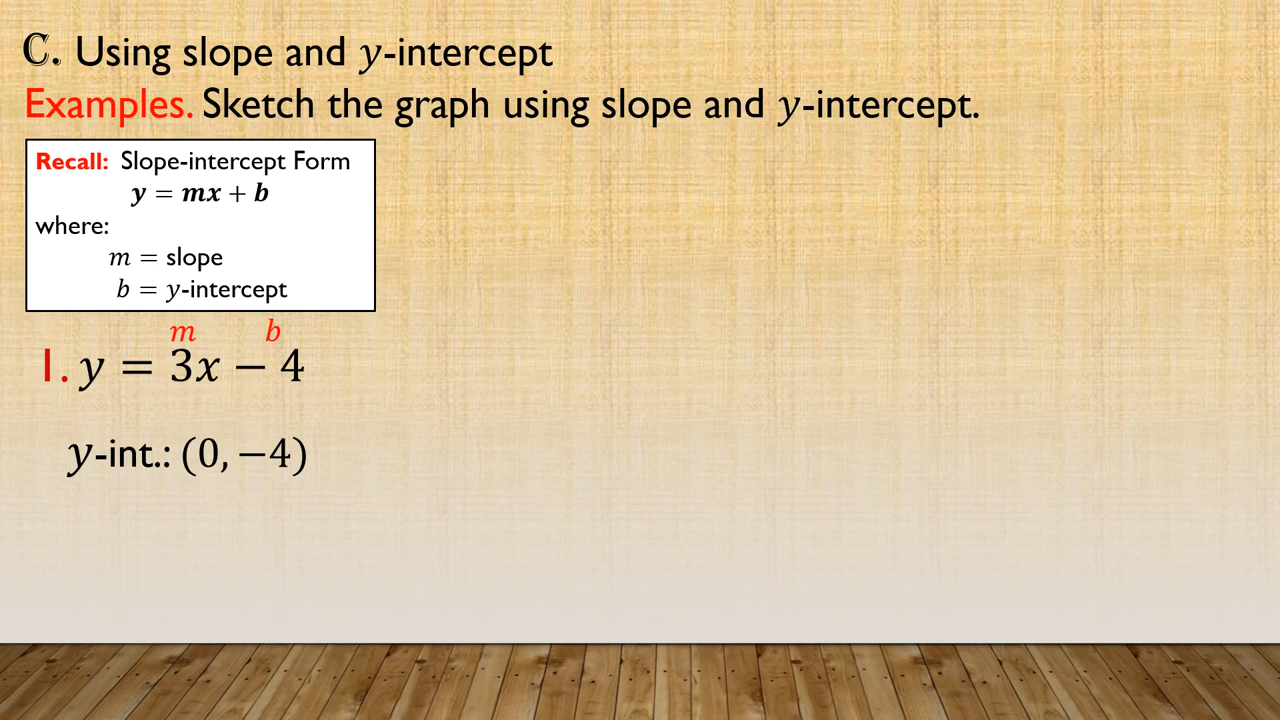 ℂ. Using slope and 𝑦-intercept
Examples. Sketch the graph using slope and 𝑦-intercept.
Recall: Slope-intercept Form
𝒚 = 𝒎𝒙 + 𝒃
where:
𝑚 = slope
𝑏 = 𝑦-intercept
𝑚 𝑏
1. 𝑦 = 3𝑥 − 4
𝑦-int.: (0, −4)